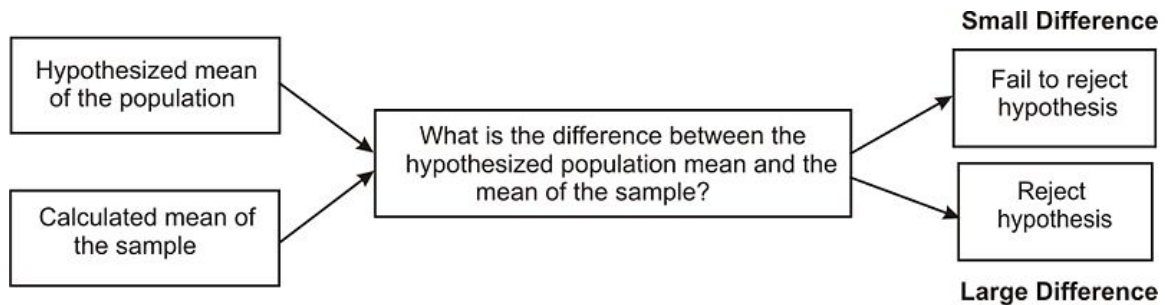 Hypothesized mean
of the population
Calculated mean of
the sample
What is the difference between the
hypothesized population mean and the
mean of the sample?
Small Difference
Fail to reject
hypothesis
Reject
hypothesis
Large Difference